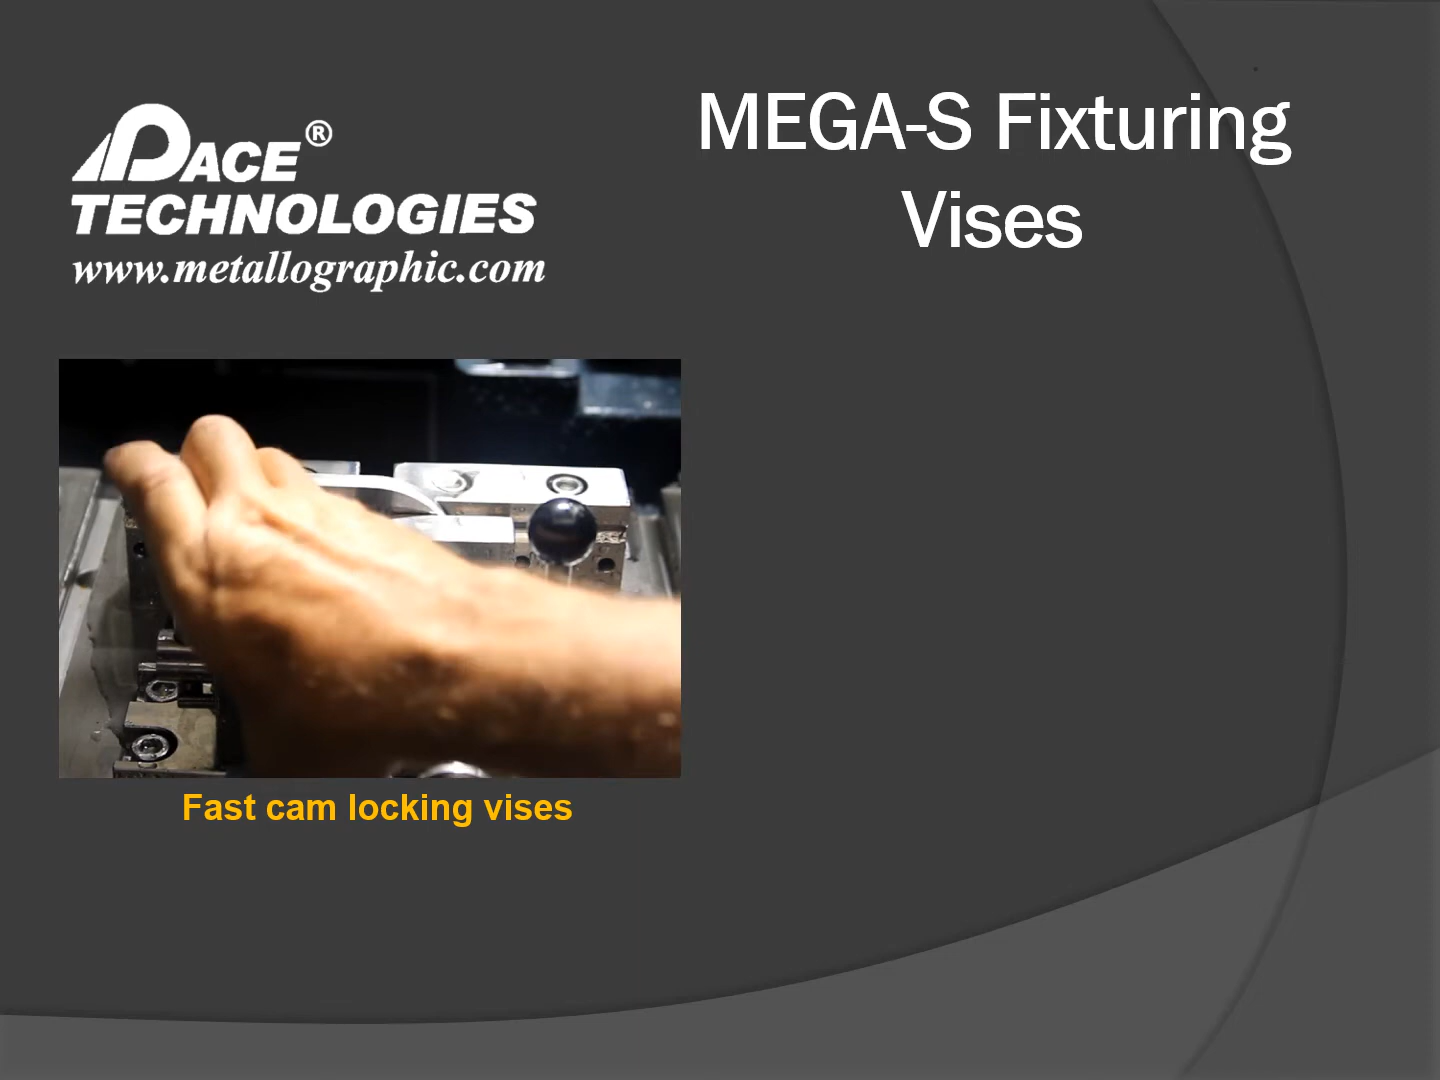 PACE®
TECHNOLOGIES
www.metallographic.com
MEGA-S Fixturing
Vises
Fast cam locking vises